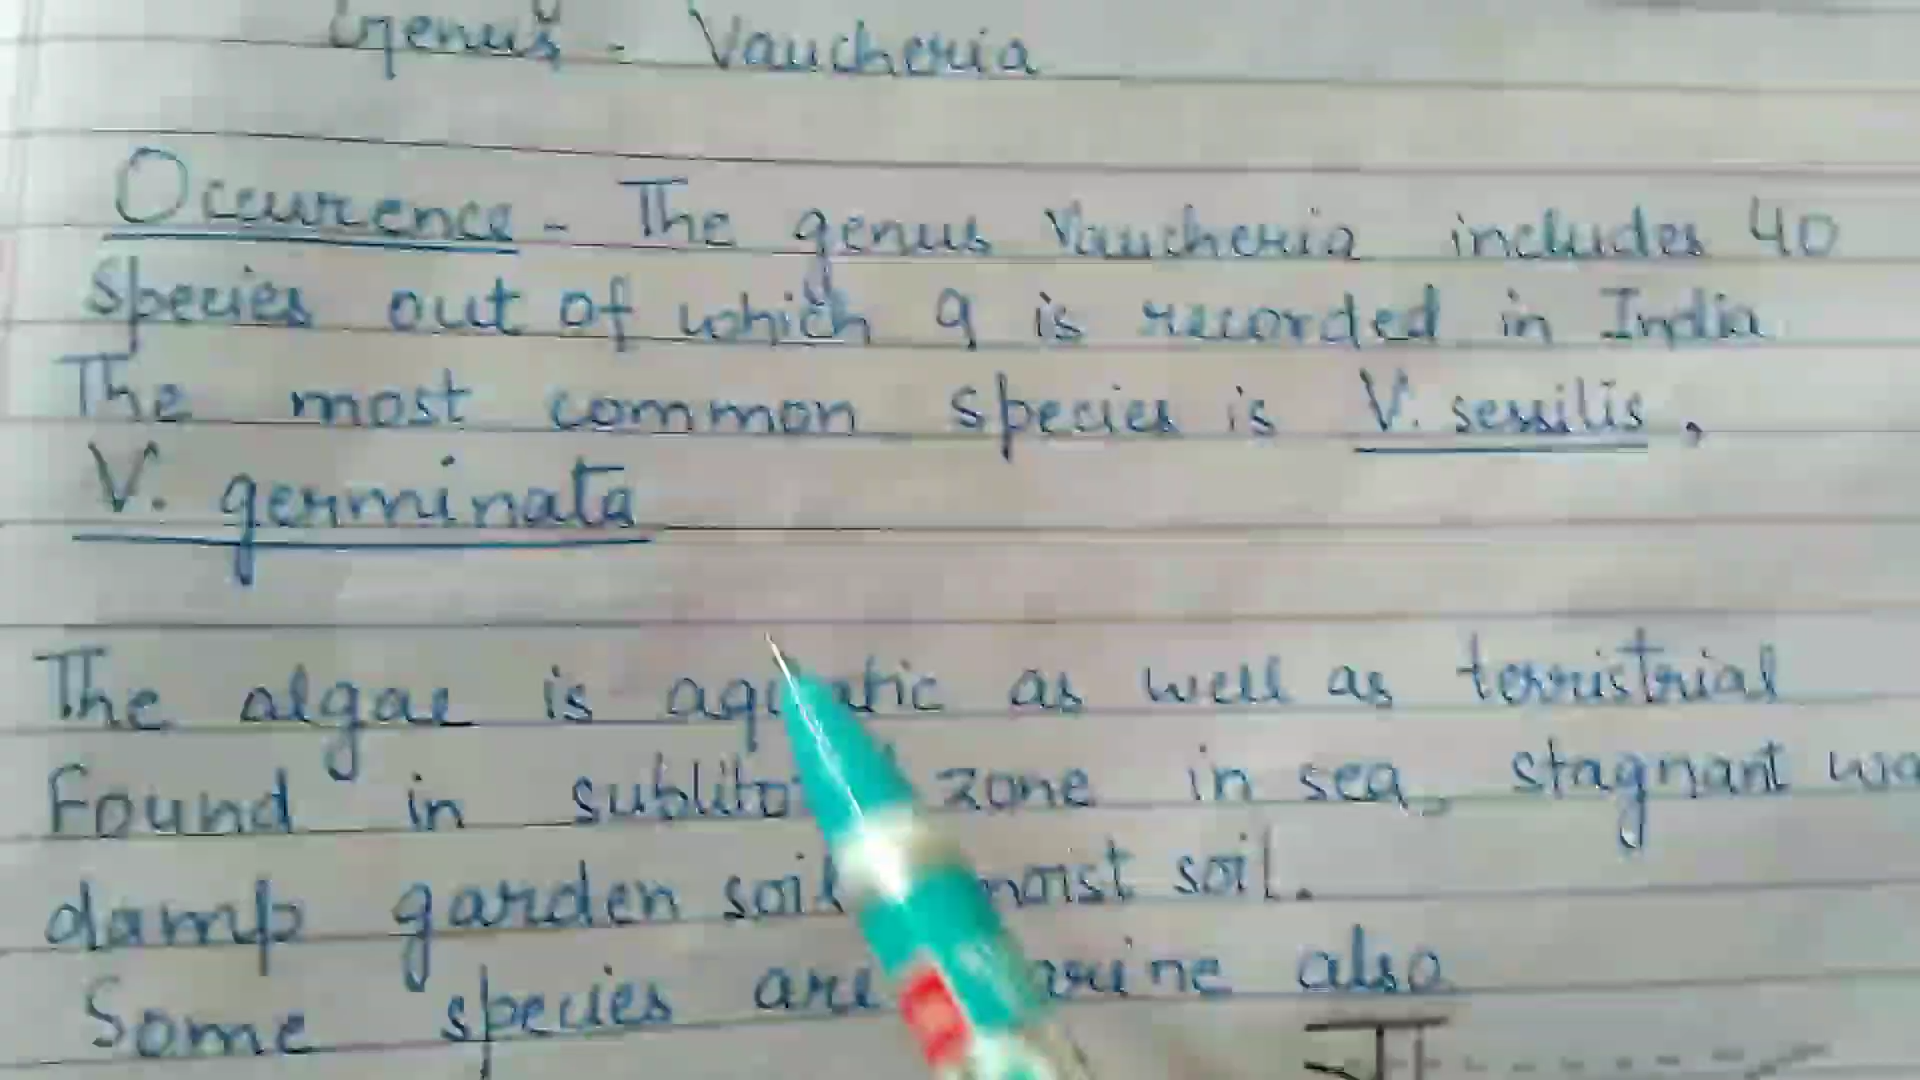 Genus - Vaucheria
Occurence - The genus Vaucheria includes 40
species out of which 9 is recorded in India
The most common species is V. sessilis,
V. germinata
The algae is aquatic as well as terristrial
Found in zone in sea, stagnant
damp garden soil moist soil.
Some species are also